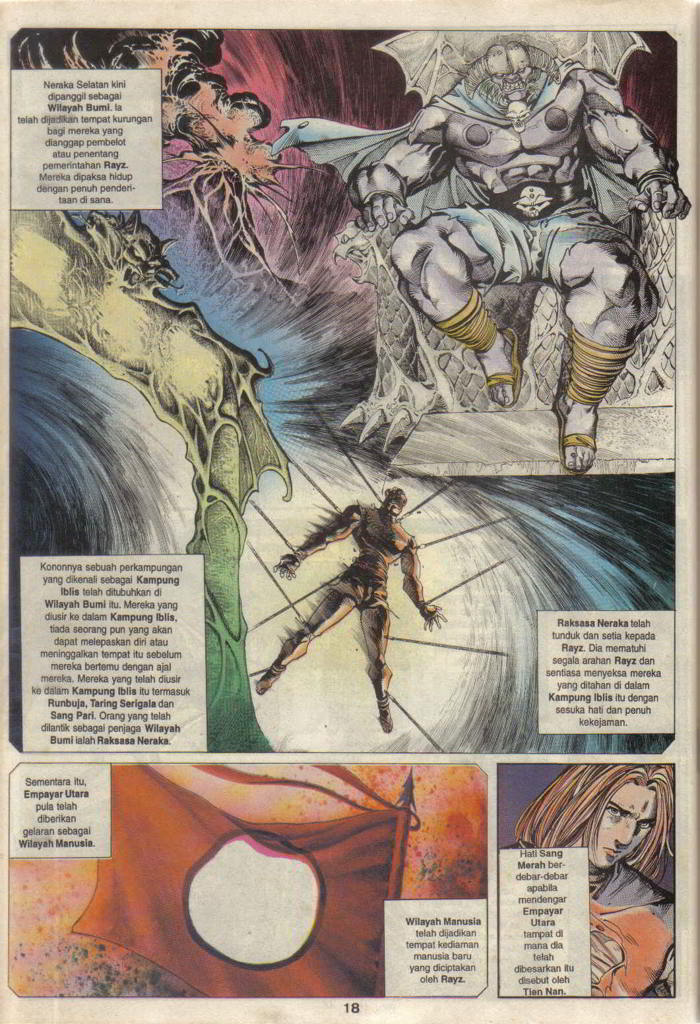 Neraka Selatan kini
dipanggil sebagai
Wilayah Bumi. Ia
telah dijadikan tempat kurungan
bagi mereka yang
dianggap pembelot
atau penentang
pemerintahan Rayz.
Mereka dipaksa hidup
dengan penuh penderi-
taan di sana.
Kononnya sebuah perkampungan
yang dikenali sebagai Kampung
Iblis telah ditubuhkan di
Wilayah Bumi itu. Mereka yang
diusir ke dalam Kampung Iblis,
tiada seorang pun yang akan
dapat melepaskan diri atau
meninggalkan tempat itu sebelum
mereka bertemu dengan ajal
mereka. Mereka yang telah diusir
ke dalam Kampung Iblis itu termasuk
Runbuja, Taring Serigala dan
Sang Pari. Orang yang telah
dilantik sebagai penjaga Wilayah
Bumi ialah Raksasa Neraka.
Raksasa Neraka telah
tunduk dan setia kepada
Rayz. Dia mematuhi
segala arahan Rayz dan
sentiasa menyeksa mereka
yang ditahan di dalam
Kampung Iblis itu dengan
sesuka hati dan penuh
kekejaman.
Sementara itu,
Empayar Utara
pula telah
diberikan
gelaran sebagai
Wilayah Manusia.
Wilayah Manusia
telah dijadikan
tempat kediaman
manusia baru
yang diciptakan
oleh Rayz.
Hati Sang
Merah ber-
debar-debar
apabila
mendengar
Empayar
Utara
tampat di
mana dia
telah
dibesarkan itu
disebut oleh
Tien Nan.
18